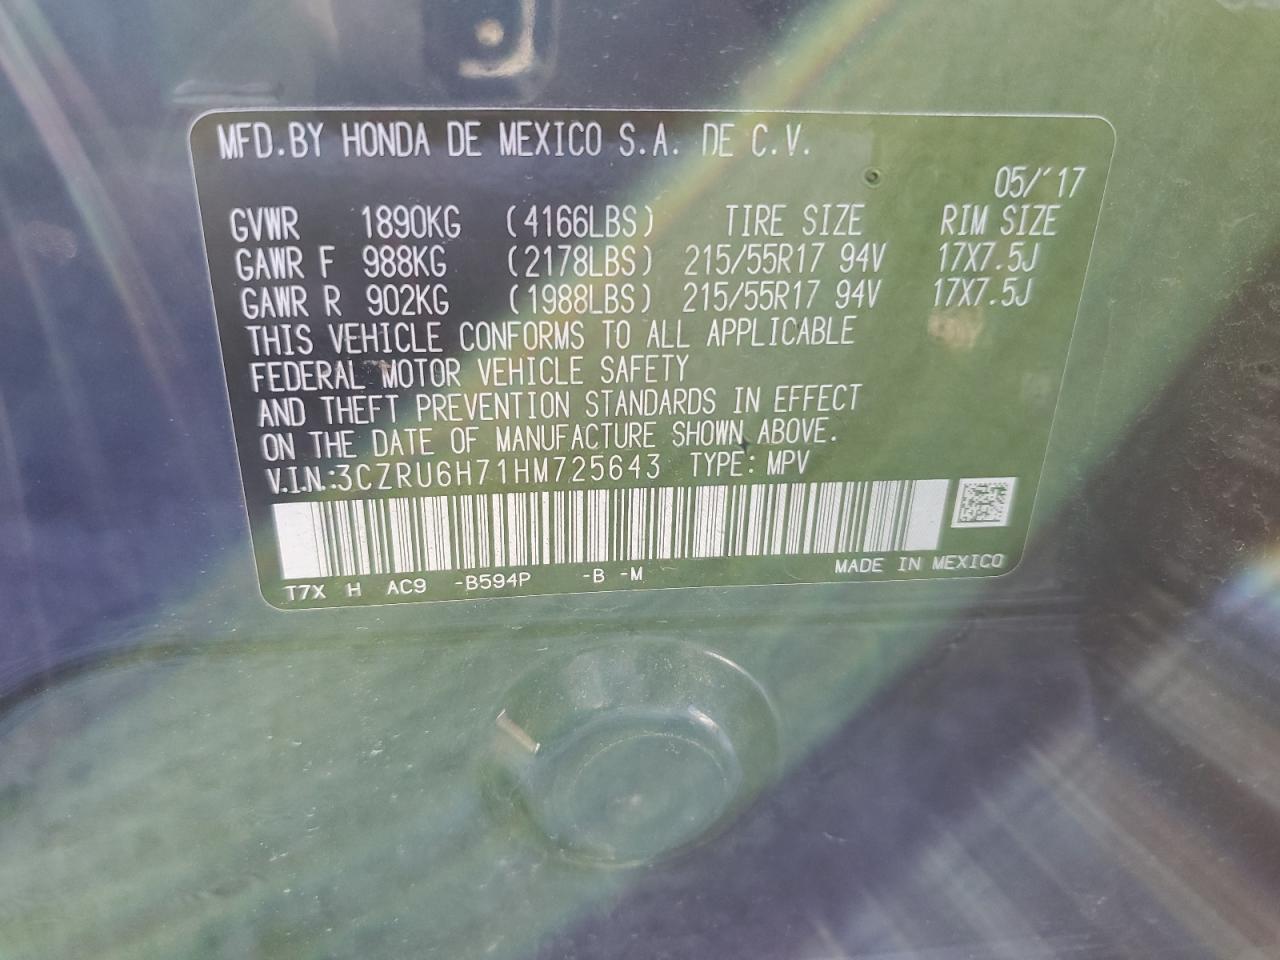 MFD.BY HONDA DE MEXICO S.A. DE C.V.
05/'17
GVWR 1890KG (4166LBS) TIRE SIZE RIM SIZE
GAWR F 988KG (2178LBS) 215/55R17 94V 17X7.5J
GAWR R 902KG (1988LBS) 215/55R17 94V 17X7.5J
THIS VEHICLE CONFORMS TO ALL APPLICABLE
FEDERAL MOTOR VEHICLE SAFETY
AND THEFT PREVENTION STANDARDS IN EFFECT
ON THE DATE OF MANUFACTURE SHOWN ABOVE.
V.I.N.:3CZRU6H71HM725643 TYPE: MPV
T7X H AC9 -B594P -B -M MADE IN MEXICO